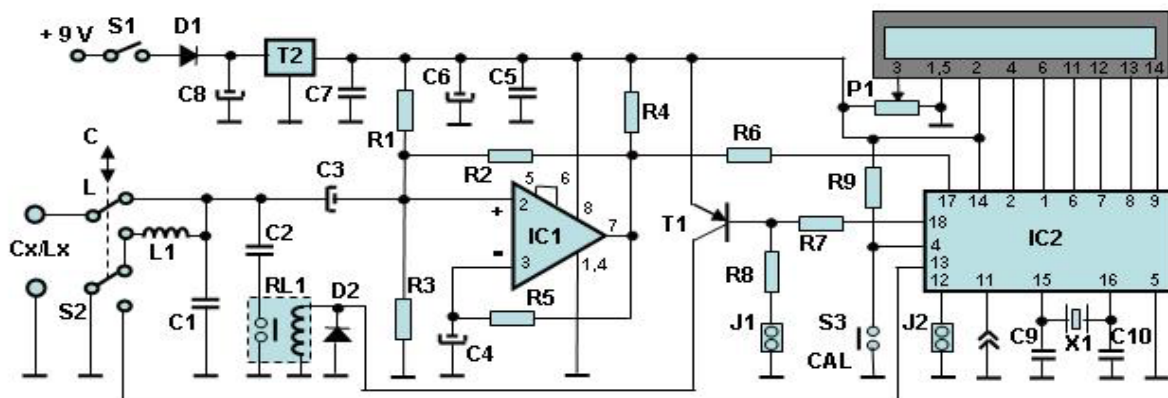 + 9 V S1 D1
T2
C8 C7 C6 C5
3 1,5 2 4 6 11 12 13 14
P1
R1 R4
C
R2 R6
C3
L
5 6
R9
17 14 2 1 6 7 8 9
+ 2 8
T1
18
Cx/Lx L1 C2 IC1 7 R7 4 IC2
- 3 1,4
13
R8
12 11 15 16 5
S2 C1 RL1 D2 R3 R5
J1 S3 J2
C4 CAL C9 X1 C10